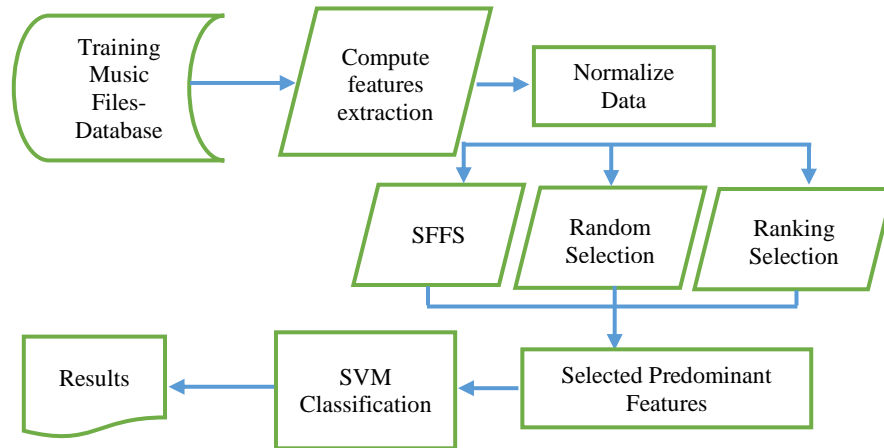 Training
Music
Files-
Database
Compute
features
extraction
Normalize
Data
SFFS
Random
Selection
Ranking
Selection
Results
SVM
Classification
Selected Predominant
Features